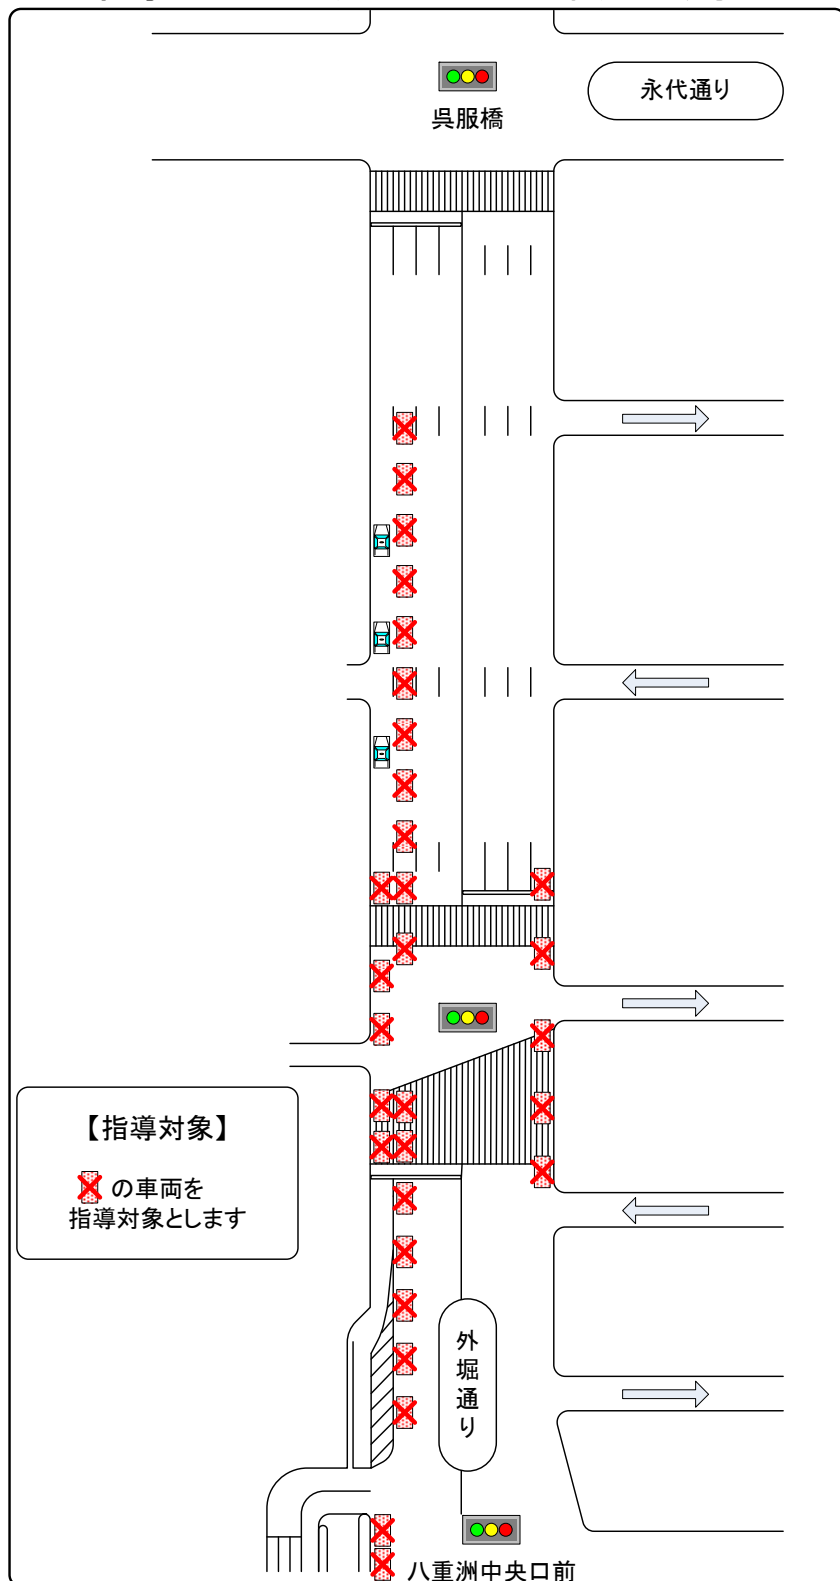 永代通り
呉服橋
【指導対象】
の車両を
指導対象とします
外堀通り
八重洲中央口前